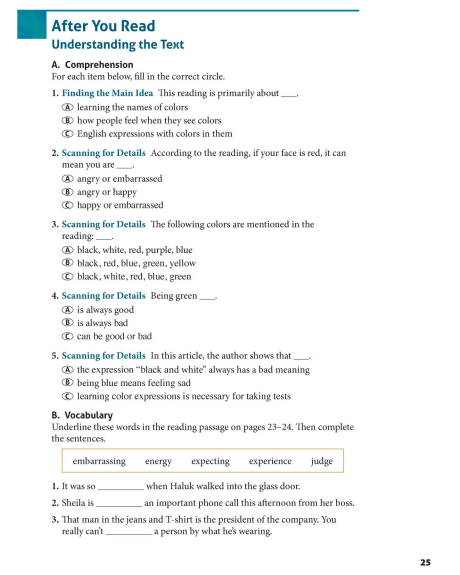 After You Read
Understanding the Text
A. Comprehension
For each item below, fill in the correct circle.
1. Finding the Main Idea This reading is primarily about ___.
A learning the names of colors
B how people feel when they see colors
C English expressions with colors in them
2. Scanning for Details According to the reading, if your face is red, it can
mean you are ___.
A angry or embarrassed
B angry or happy
C happy or embarrassed
3. Scanning for Details The following colors are mentioned in the
reading: ___.
A black, white, red, purple, blue
B black, red, blue, green, yellow
C black, white, red, blue, green
4. Scanning for Details Being green ___.
A is always good
B is always bad
C can be good or bad
5. Scanning for Details In this article, the author shows that ___.
A the expression “black and white” always has a bad meaning
B being blue means feeling sad
C learning color expressions is necessary for taking tests
B. Vocabulary
Underline these words in the reading passage on pages 23–24. Then complete
the sentences.
embarrassing energy expecting experience judge
1. It was so _________ when Haluk walked into the glass door.
2. Sheila is _________ an important phone call this afternoon from her boss.
3. That man in the jeans and T-shirt is the president of the company. You
really can’t _________ a person by what he’s wearing.
25